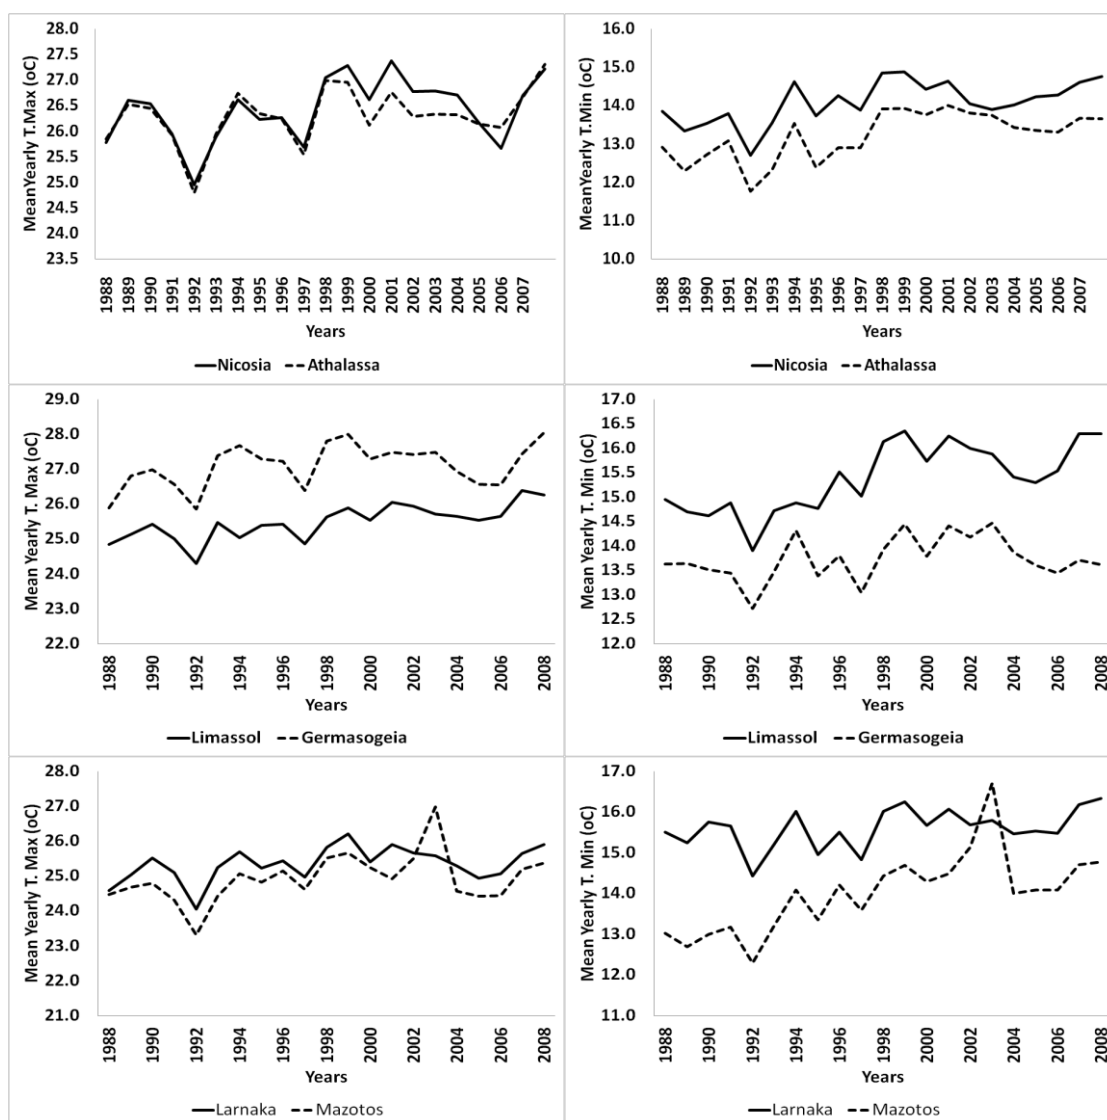 MeanYearly T.Max (oC)
28.0
27.5
27.0
26.5
26.0
25.5
25.0
24.5
24.0
23.5
1988 1989 1990 1991 1992 1993 1994 1995 1996 1997 1998 1999 2000 2001 2002 2003 2004 2005 2006 2007
Years
Nicosia Athalassa
Mean Yearly T.Min (oC)
16.0
15.0
14.0
13.0
12.0
11.0
10.0
1988 1989 1990 1991 1992 1993 1994 1995 1996 1997 1998 1999 2000 2001 2002 2003 2004 2005 2006 2007
Years
Nicosia Athalassa
Mean Yearly T. Max (oC)
29.0
28.0
27.0
26.0
25.0
24.0
23.0
22.0
1988 1990 1992 1994 1996 1998 2000 2002 2004 2006 2008
Years
Limassol Germasogeia
Mean Yearly T. Min (oC)
17.0
16.5
16.0
15.5
15.0
14.5
14.0
13.5
13.0
12.5
12.0
1988 1990 1992 1994 1996 1998 2000 2002 2004 2006 2008
Years
Limassol Germasogeia
Mean Yearly T. Max (oC)
28.0
27.0
26.0
25.0
24.0
23.0
22.0
21.0
1988 1990 1992 1994 1996 1998 2000 2002 2004 2006 2008
Years
Larnaka Mazotos
Mean Yearly T. Min (oC)
17.0
16.0
15.0
14.0
13.0
12.0
11.0
1988 1990 1992 1994 1996 1998 2000 2002 2004 2006 2008
Years
Larnaka Mazotos